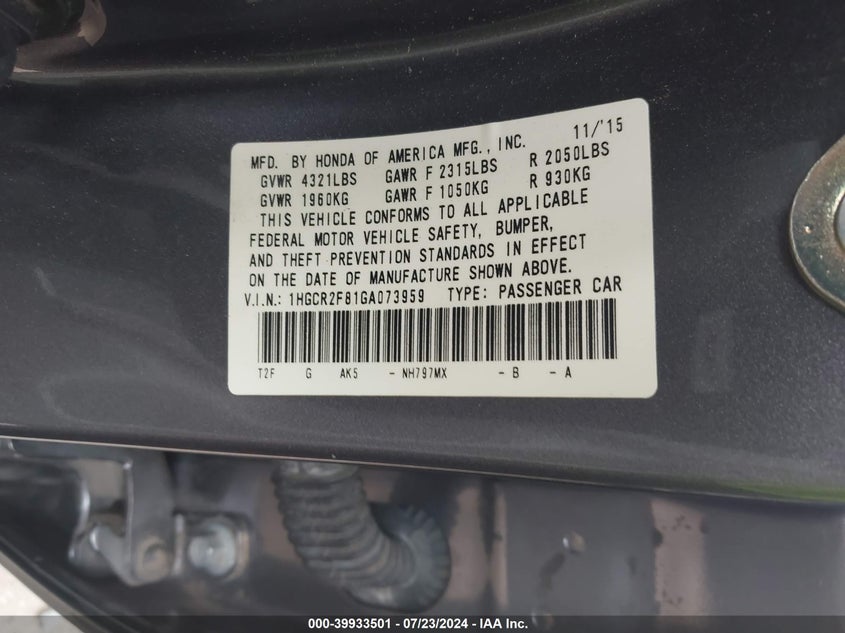 11/'15
MFD. BY HONDA OF AMERICA MFG., INC.
GVWR 4321LBS GAWR F 2315LBS R 2050LBS
GVWR 1960KG GAWR F 1050KG R 930KG
THIS VEHICLE CONFORMS TO ALL APPLICABLE
FEDERAL MOTOR VEHICLE SAFETY, BUMPER,
AND THEFT PREVENTION STANDARDS IN EFFECT
ON THE DATE OF MANUFACTURE SHOWN ABOVE.
V.I.N.: 1HGCR2F81GA073959 TYPE: PASSENGER CAR
T2F G AK5 - NH797MX - B - A
000-39933501 - 07/23/2024 - IAA Inc.